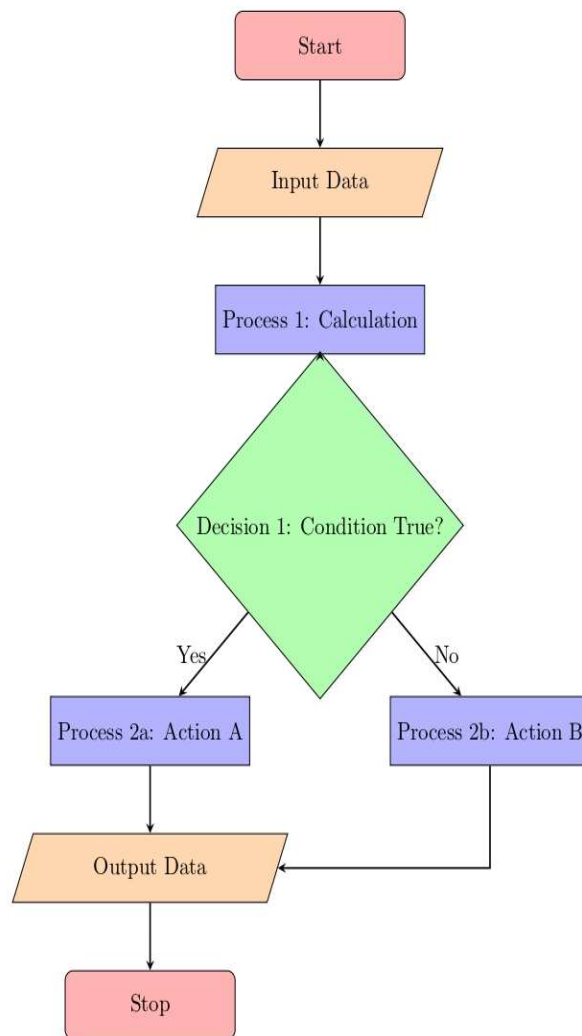 Start
Input Data
Process 1: Calculation
Decision 1: Condition True?
Yes
No
Process 2a: Action A
Process 2b: Action B
Output Data
Stop